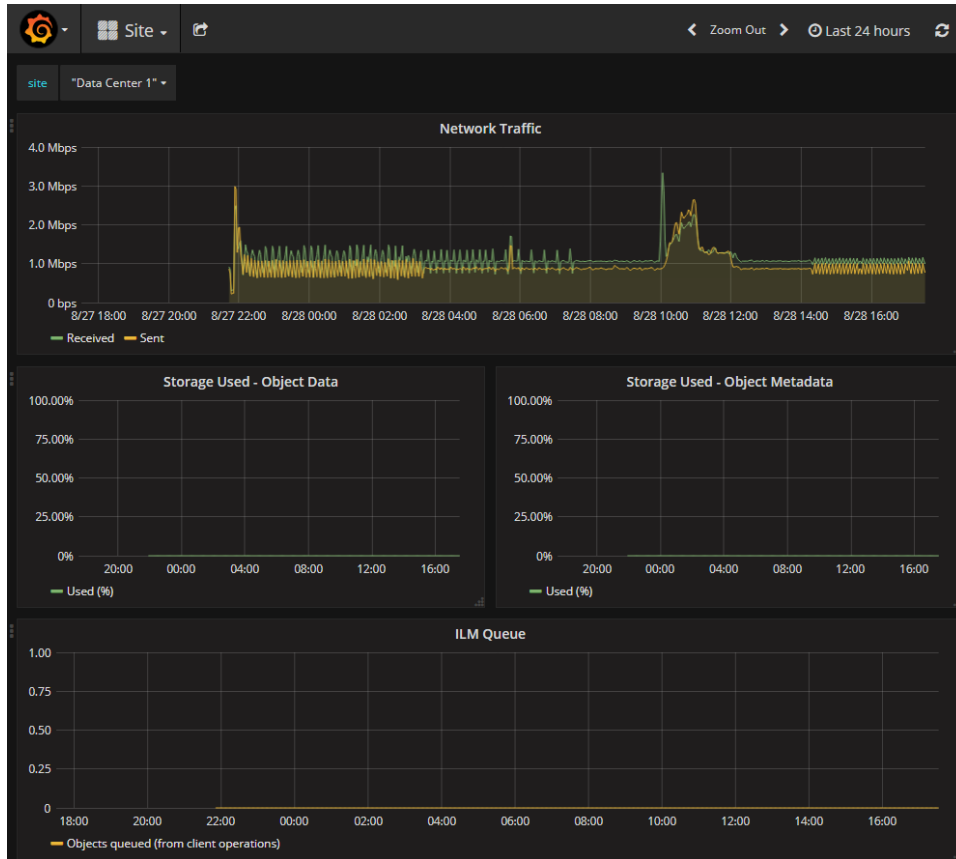 Site
Zoom Out
Last 24 hours
site
"Data Center 1"
Network Traffic
4.0 Mbps
3.0 Mbps
2.0 Mbps
1.0 Mbps
0 bps
8/27 18:00 8/27 20:00 8/27 22:00 8/28 00:00 8/28 02:00 8/28 04:00 8/28 06:00 8/28 08:00 8/28 10:00 8/28 12:00 8/28 14:00 8/28 16:00
Received Sent
Storage Used - Object Data
100.00%
75.00%
50.00%
25.00%
0%
20:00 00:00 04:00 08:00 12:00 16:00
Used (%)
Storage Used - Object Metadata
100.00%
75.00%
50.00%
25.00%
0%
20:00 00:00 04:00 08:00 12:00 16:00
Used (%)
ILM Queue
1.00
0.75
0.50
0.25
0
18:00 20:00 22:00 00:00 02:00 04:00 06:00 08:00 10:00 12:00 14:00 16:00
Objects queued (from client operations)